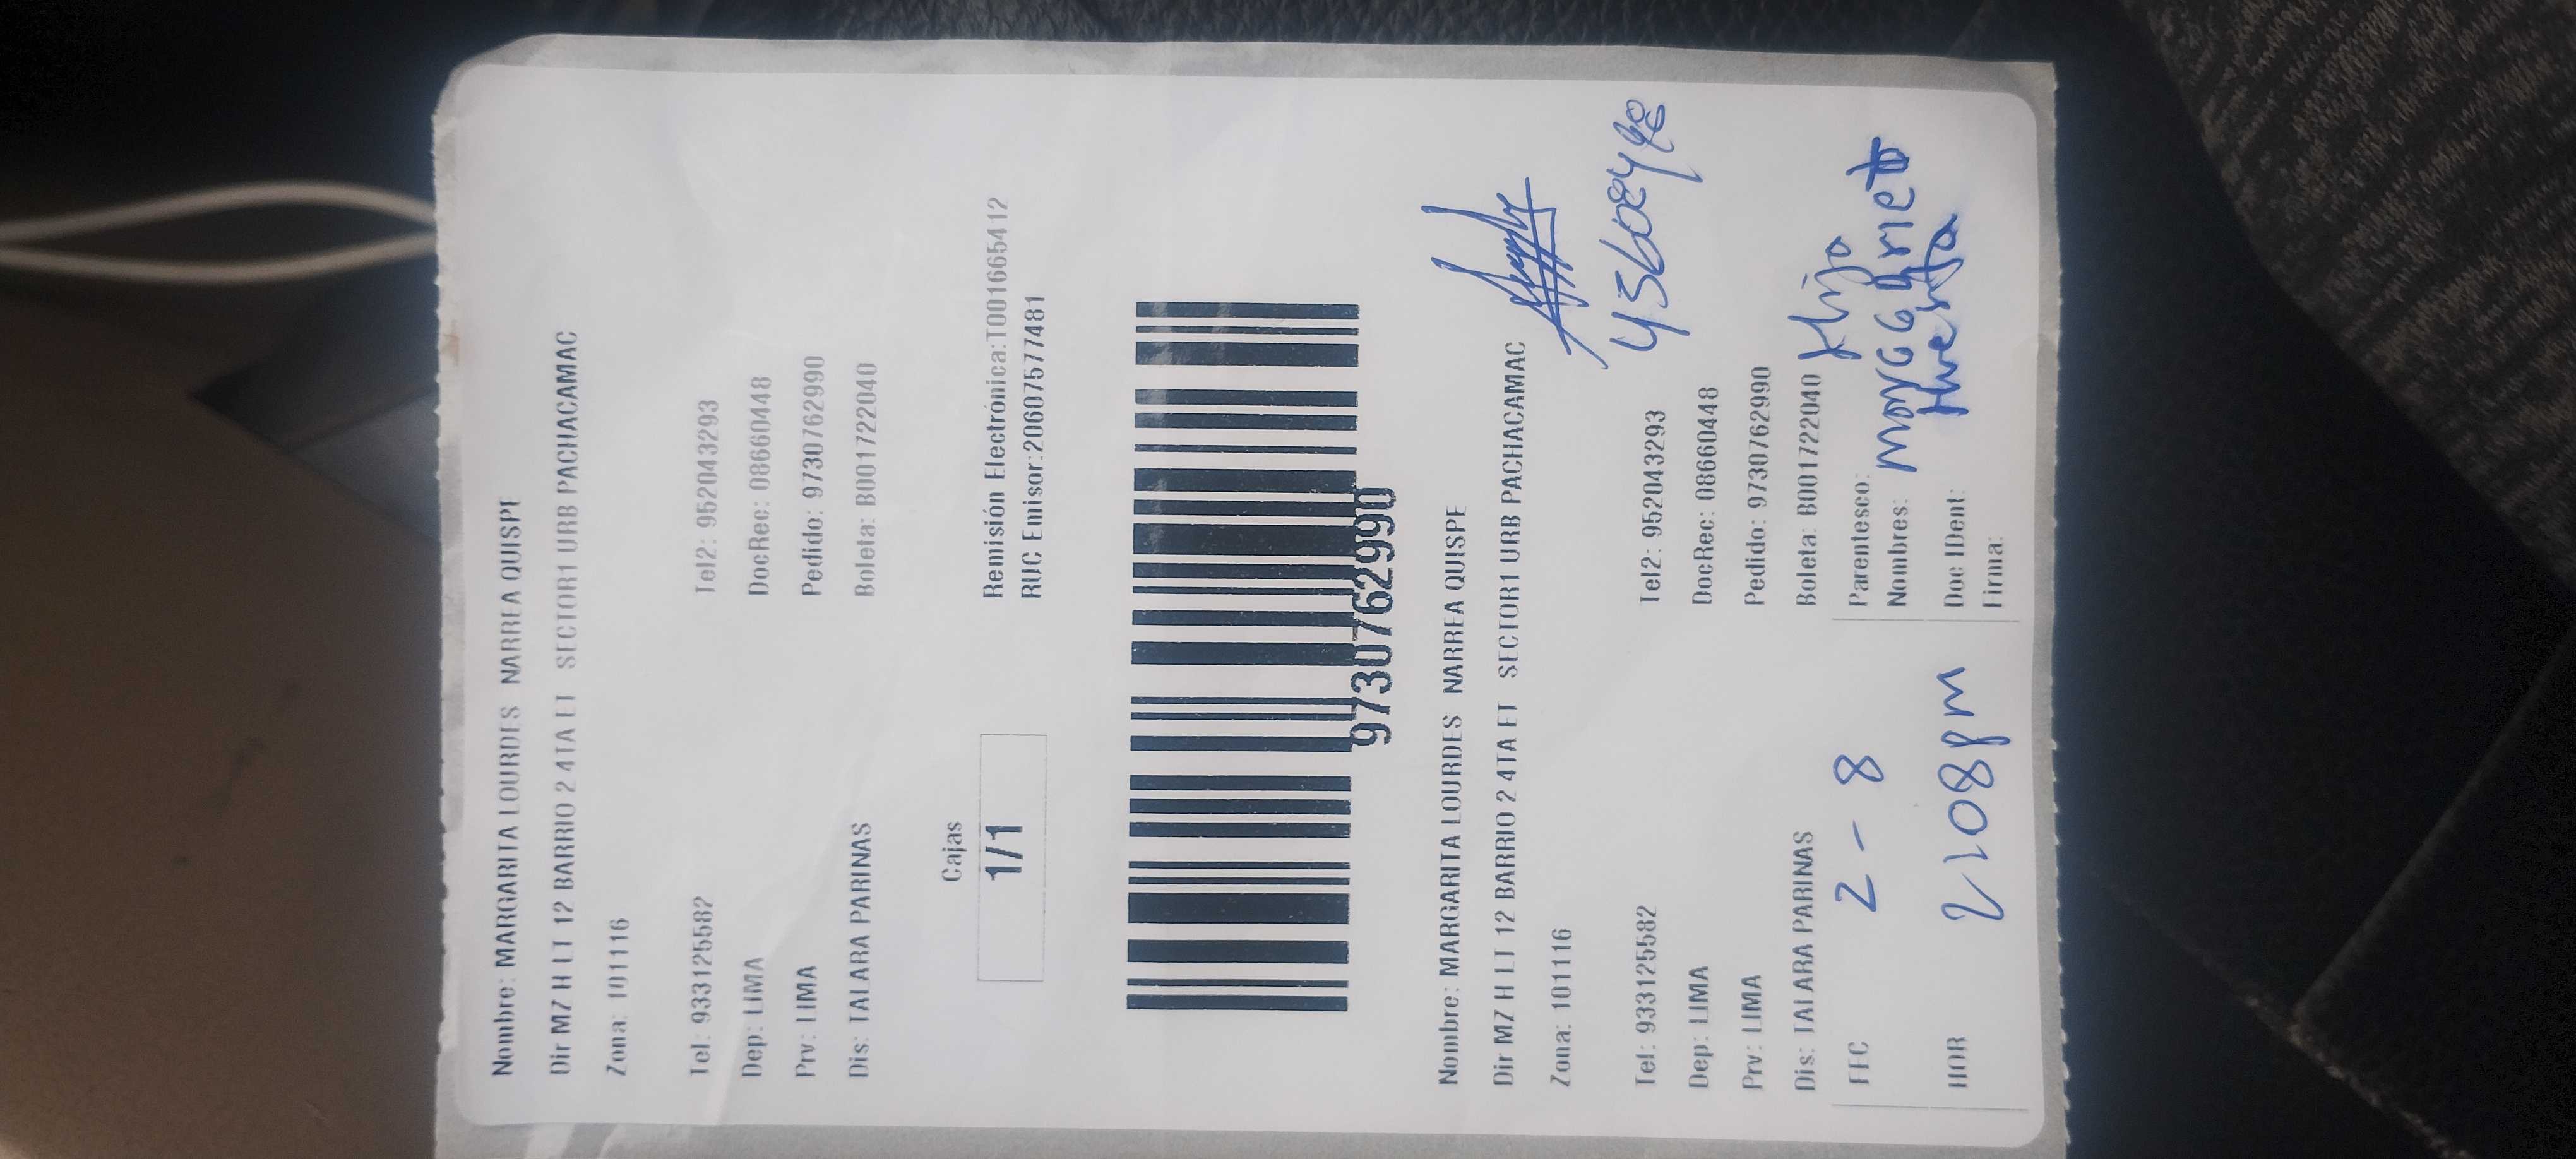 Nombre: MARGARITA LOURDES NARREA QUISPE
Dir MZ H LT 12 BARRIO 2 4TA ET SECTOR1 URB PACHACAMAC
Zona: 101116
Tel: 933125582 Tel2: 952043293
Dep: LIMA DocRec: 08660448
Prv: LIMA Pedido: 9730762990
Dis: TALARA PARINAS Boleta: B001722040
Cajas
1/1
Remisión Electrónica:T001665412
RUC Emisor:20607577481
9730762990
Nombre: MARGARITA LOURDES NARREA QUISPE
Dir MZ H LT 12 BARRIO 2 4TA ET SECTOR1 URB PACHACAMAC
Zona: 101116
Tel: 933125582 Tel2: 952043293
Dep: LIMA DocRec: 08660448
Prv: LIMA Pedido: 9730762990
Dis: TALARA PARINAS Boleta: B001722040
FEC 2 - 8
HOR 2108pm
Parentesco: Hijo
Nombres:
Huerta
Doc IDent:
Firma: